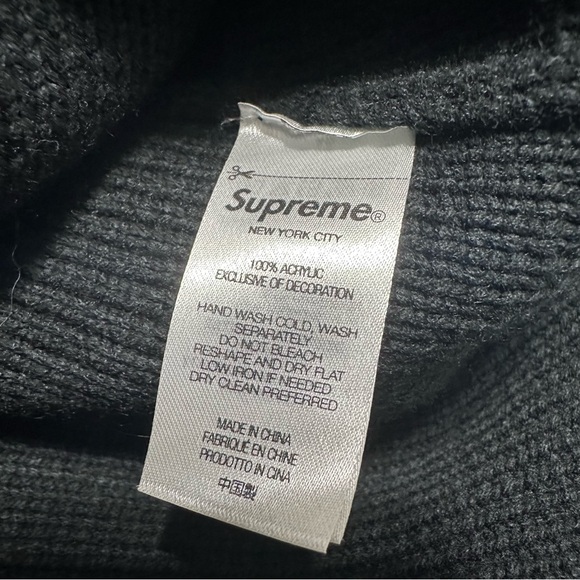 Supreme®
NEW YORK CITY
100% ACRYLIC
EXCLUSIVE OF DECORATION
HAND WASH COLD, WASH
SEPARATELY
DO NOT BLEACH
RESHAPE AND DRY FLAT
LOW IRON IF NEEDED
DRY CLEAN PREFERRED
MADE IN CHINA
FABRIQUÉ EN CHINE
PRODOTTO IN CINA
中国製